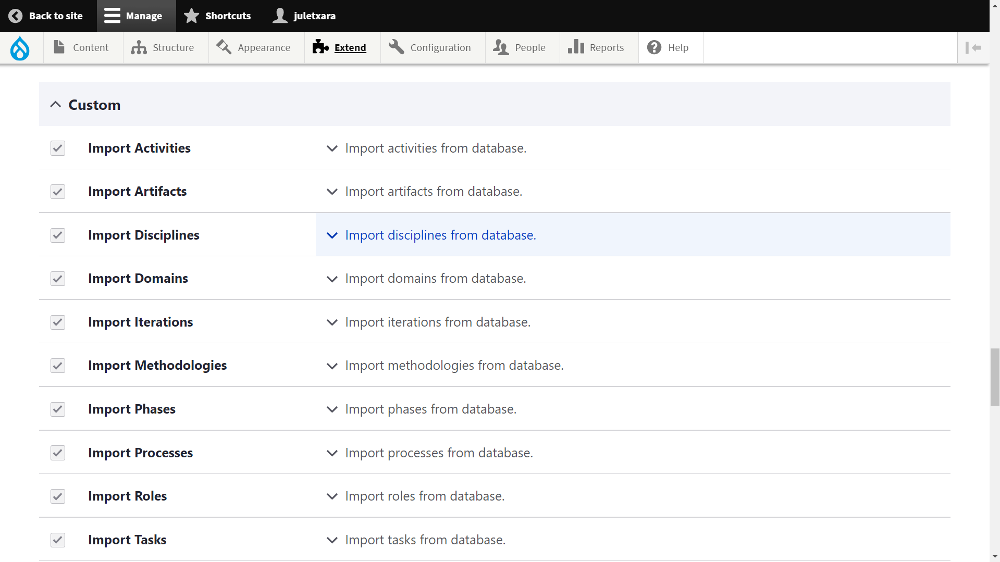 Back to site Manage Shortcuts juletxara
Content Structure Appearance Extend Configuration People Reports Help
Custom
Import Activities Import activities from database.
Import Artifacts Import artifacts from database.
Import Disciplines Import disciplines from database.
Import Domains Import domains from database.
Import Iterations Import iterations from database.
Import Methodologies Import methodologies from database.
Import Phases Import phases from database.
Import Processes Import processes from database.
Import Roles Import roles from database.
Import Tasks Import tasks from database.